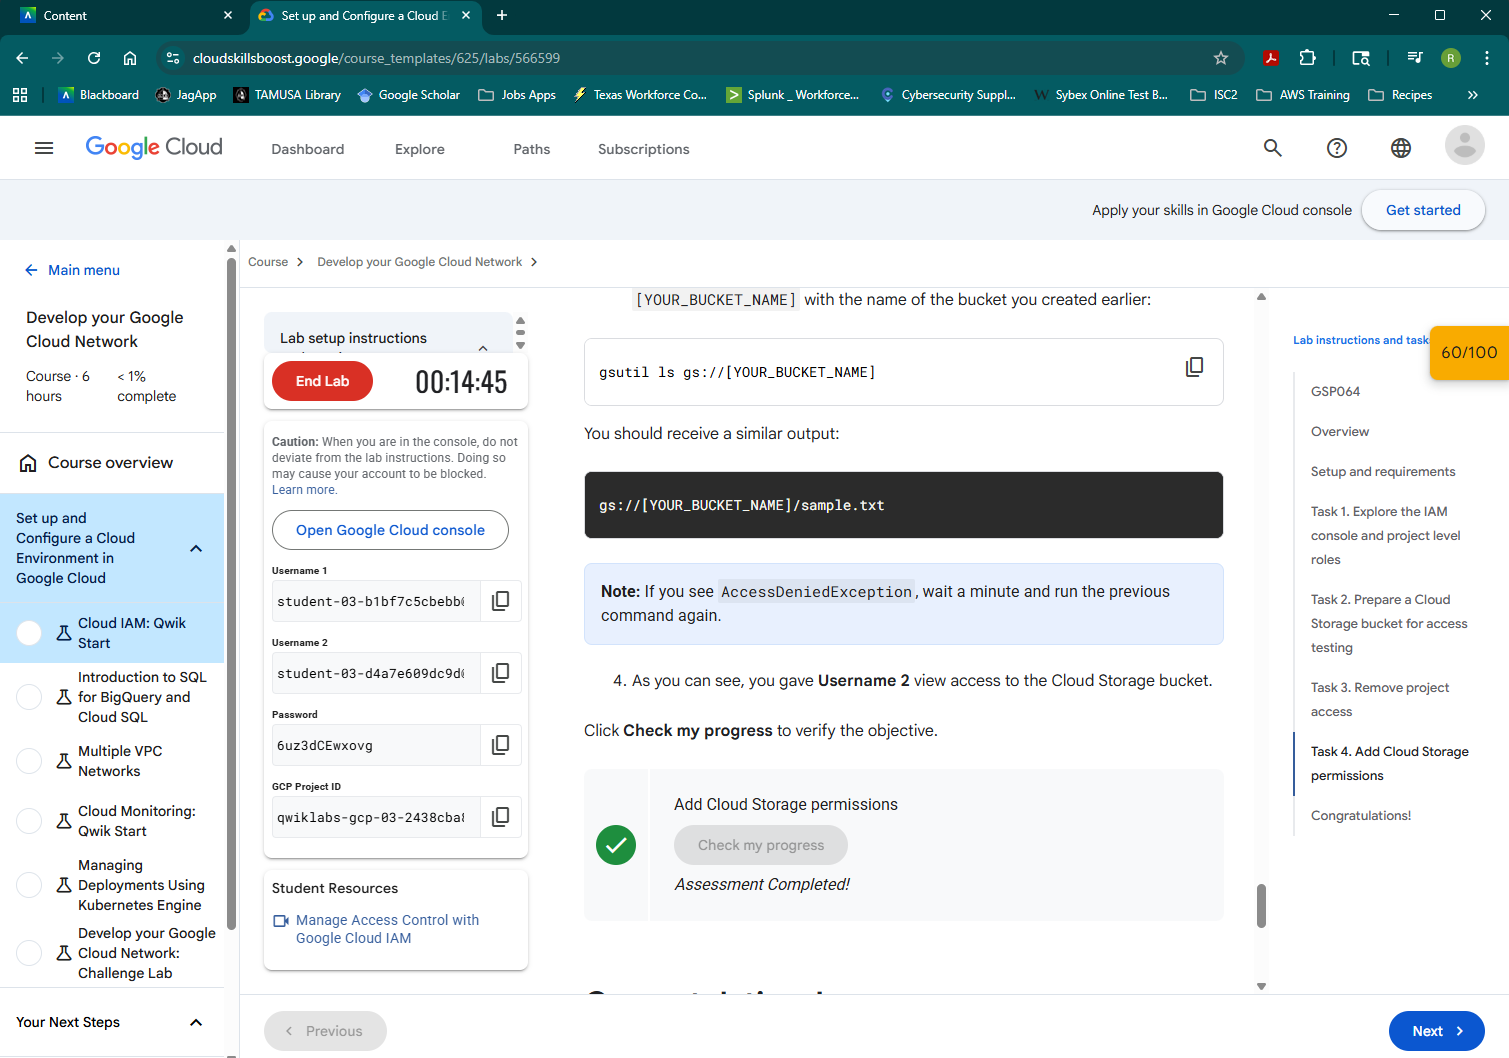 Content
Set up and Configure a Cloud E
cloudskillsboost.google/course_templates/625/labs/566599
R
Blackboard
JagApp
TAMUSA Library
Google Scholar
Jobs Apps
Texas Workforce Co...
Splunk _ Workforce...
Cybersecurity Suppl...
Sybex Online Test B...
ISC2
AWS Training
Recipes
Google Cloud
Dashboard
Explore
Paths
Subscriptions
Apply your skills in Google Cloud console
Get started
Main menu
Develop your Google
Cloud Network
Course · 6
hours
< 1%
complete
Course overview
Set up and
Configure a Cloud
Environment in
Google Cloud
Cloud IAM: Qwik
Start
Introduction to SQL
for BigQuery and
Cloud SQL
Multiple VPC
Networks
Cloud Monitoring:
Qwik Start
Managing
Deployments Using
Kubernetes Engine
Develop your Google
Cloud Network:
Challenge Lab
Your Next Steps
Course
Develop your Google Cloud Network
Lab setup instructions
End Lab
00:14:45
Caution: When you are in the console, do not
deviate from the lab instructions. Doing so
may cause your account to be blocked.
Learn more.
Open Google Cloud console
Username 1
student-03-b1bf7c5cbebb
Username 2
student-03-d4a7e609dc9d
Password
6uz3dCEwxovg
GCP Project ID
qwiklabs-gcp-03-2438cba
Student Resources
Manage Access Control with
Google Cloud IAM
[YOUR_BUCKET_NAME] with the name of the bucket you created earlier:
gsutil ls gs://[YOUR_BUCKET_NAME]
You should receive a similar output:
gs://[YOUR_BUCKET_NAME]/sample.txt
Note: If you see AccessDeniedException, wait a minute and run the previous
command again.
4. As you can see, you gave Username 2 view access to the Cloud Storage bucket.
Click Check my progress to verify the objective.
Add Cloud Storage permissions
Check my progress
Assessment Completed!
Lab instructions and task
60/100
GSP064
Overview
Setup and requirements
Task 1. Explore the IAM
console and project level
roles
Task 2. Prepare a Cloud
Storage bucket for access
testing
Task 3. Remove project
access
Task 4. Add Cloud Storage
permissions
Congratulations!
Previous
Next